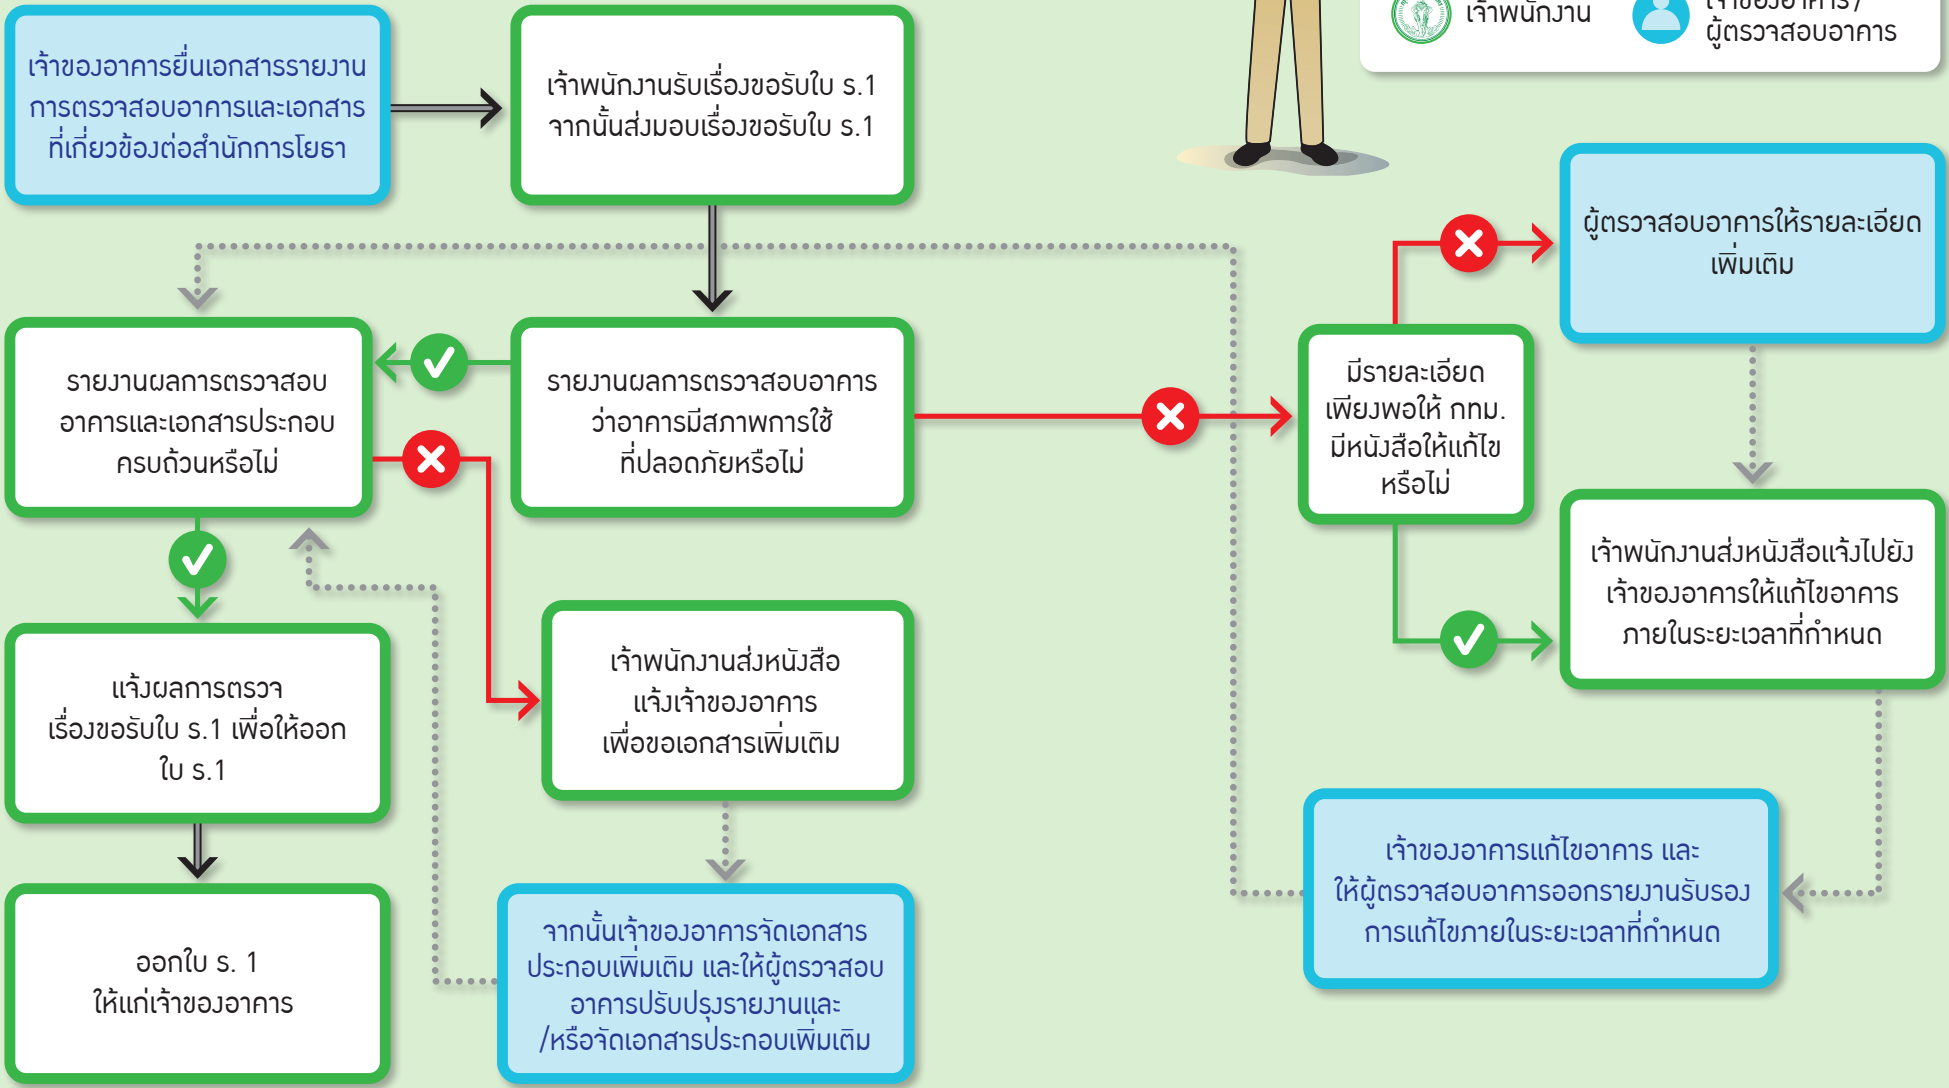 เจ้าพนักงาน
เจ้าของอาคาร /
ผู้ตรวจสอบอาคาร
เจ้าของอาคารยื่นเอกสารรายงาน
การตรวจสอบอาคารและเอกสาร
ที่เกี่ยวข้องต่อสำนักการโยธา
เจ้าพนักงานรับเรื่องขอรับใบ ร.1
จากนั้นส่งมอบเรื่องขอรับใบ ร.1
ผู้ตรวจสอบอาคารให้รายละเอียด
เพิ่มเติม
รายงานผลการตรวจสอบ
อาคารและเอกสารประกอบ
ครบถ้วนหรือไม่
รายงานผลการตรวจสอบอาคาร
ว่าอาคารมีสภาพการใช้
ที่ปลอดภัยหรือไม่
มีรายละเอียด
เพียงพอให้ กทม.
มีหนังสือให้แก้ไข
หรือไม่
เจ้าพนักงานส่งหนังสือแจ้งไปยัง
เจ้าของอาคารให้แก้ไขอาคาร
ภายในระยะเวลาที่กำหนด
แจ้งผลการตรวจ
เรื่องขอรับใบ ร.1 เพื่อให้ออก
ใบ ร.1
เจ้าพนักงานส่งหนังสือ
แจ้งเจ้าของอาคาร
เพื่อขอเอกสารเพิ่มเติม
เจ้าของอาคารแก้ไขอาคาร และ
ให้ผู้ตรวจสอบอาคารออกรายงานรับรอง
การแก้ไขภายในระยะเวลาที่กำหนด
ออกใบ ร. 1
ให้แก่เจ้าของอาคาร
จากนั้นเจ้าของอาคารจัดเอกสาร
ประกอบเพิ่มเติม และให้ผู้ตรวจสอบ
อาคารปรับปรุงรายงานและ
/หรือจัดเอกสารประกอบเพิ่มเติม